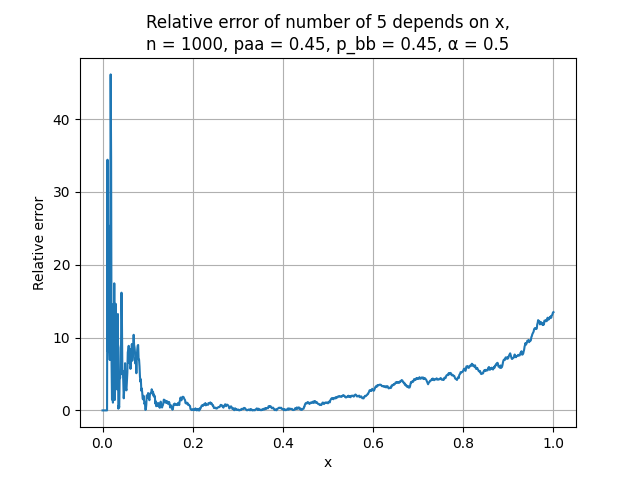 Relative error of number of 5 depends on x,
n = 1000, paa = 0.45, p_bb = 0.45, α = 0.5
40
30
20
10
0
Relative error
0.0 0.2 0.4 0.6 0.8 1.0
x